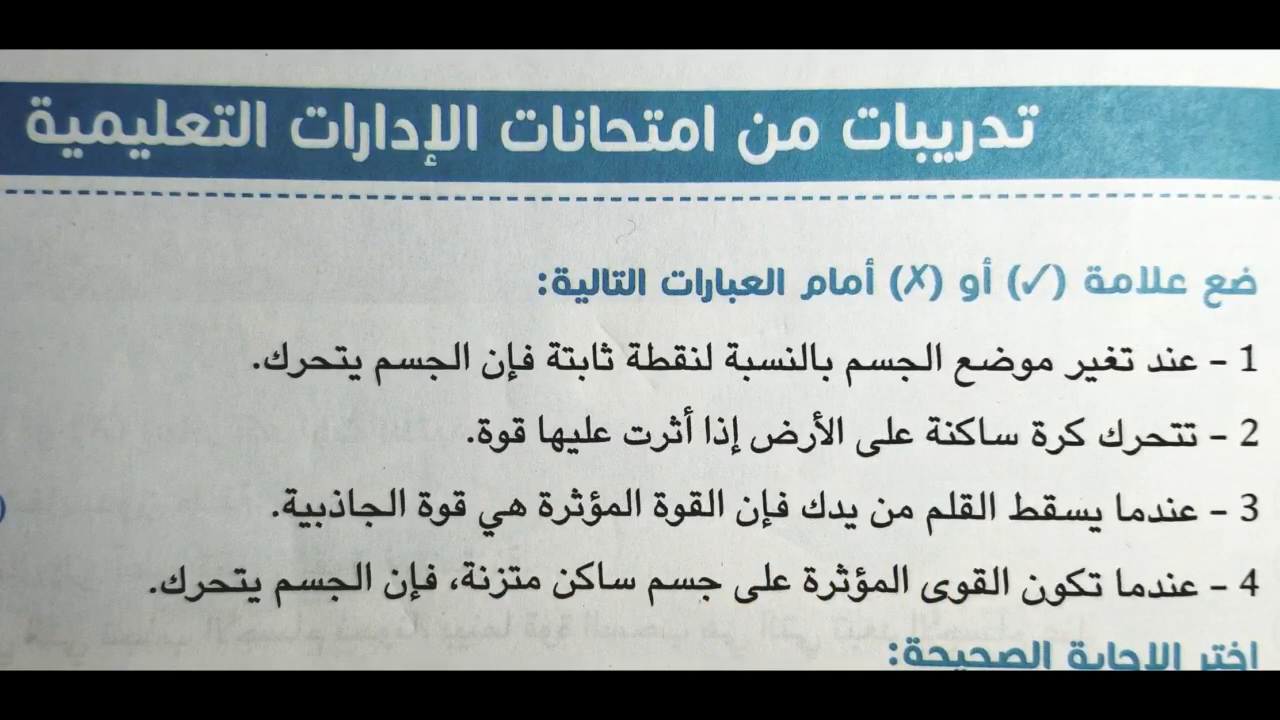 تدريبات من امتحانات الإدارات التعليمية
ضع علامة (✓) أو (✗) أمام العبارات التالية:
1 - عند تغير موضع الجسم بالنسبة لنقطة ثابتة فإن الجسم يتحرك.
2 - تتحرك كرة ساكنة على الأرض إذا أثرت عليها قوة.
3 - عندما يسقط القلم من يدك فإن القوة المؤثرة هي قوة الجاذبية.
4 - عندما تكون القوى المؤثرة على جسم ساكن متزنة، فإن الجسم يتحرك.
اختر الإجابة الصحيحة: